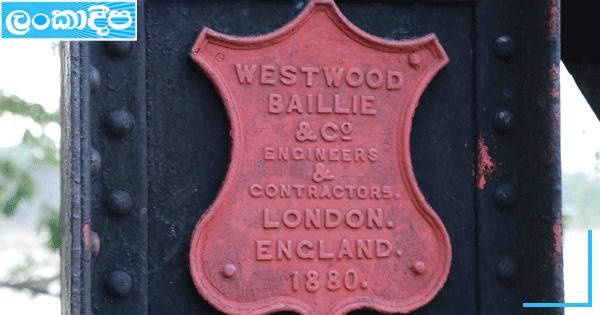 ලංකාදීප
WESTWOOD
BAILLIE
& Cº
ENGINEERS
&
CONTRACTORS.
LONDON.
ENGLAND.
1880.